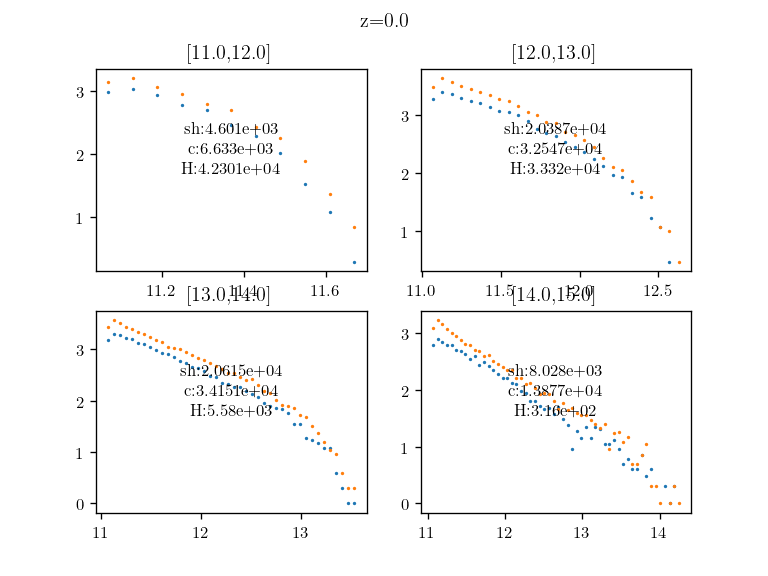 z=0.0
[11.0,12.0]
3
2
1
sh:4.601e+03
c:6.633e+03
H:4.2301e+04
11.2 11.4 11.6
[12.0,13.0]
3
2
1
sh:2.0387e+04
c:3.2547e+04
H:3.332e+04
11.0 11.5 12.0 12.5
[13.0,14.0]
3
2
1
0
sh:2.0615e+04
c:3.4151e+04
H:5.58e+03
11 12 13
[14.0,15.0]
3
2
1
0
sh:8.028e+03
c:1.3877e+04
H:3.16e+02
11 12 13 14